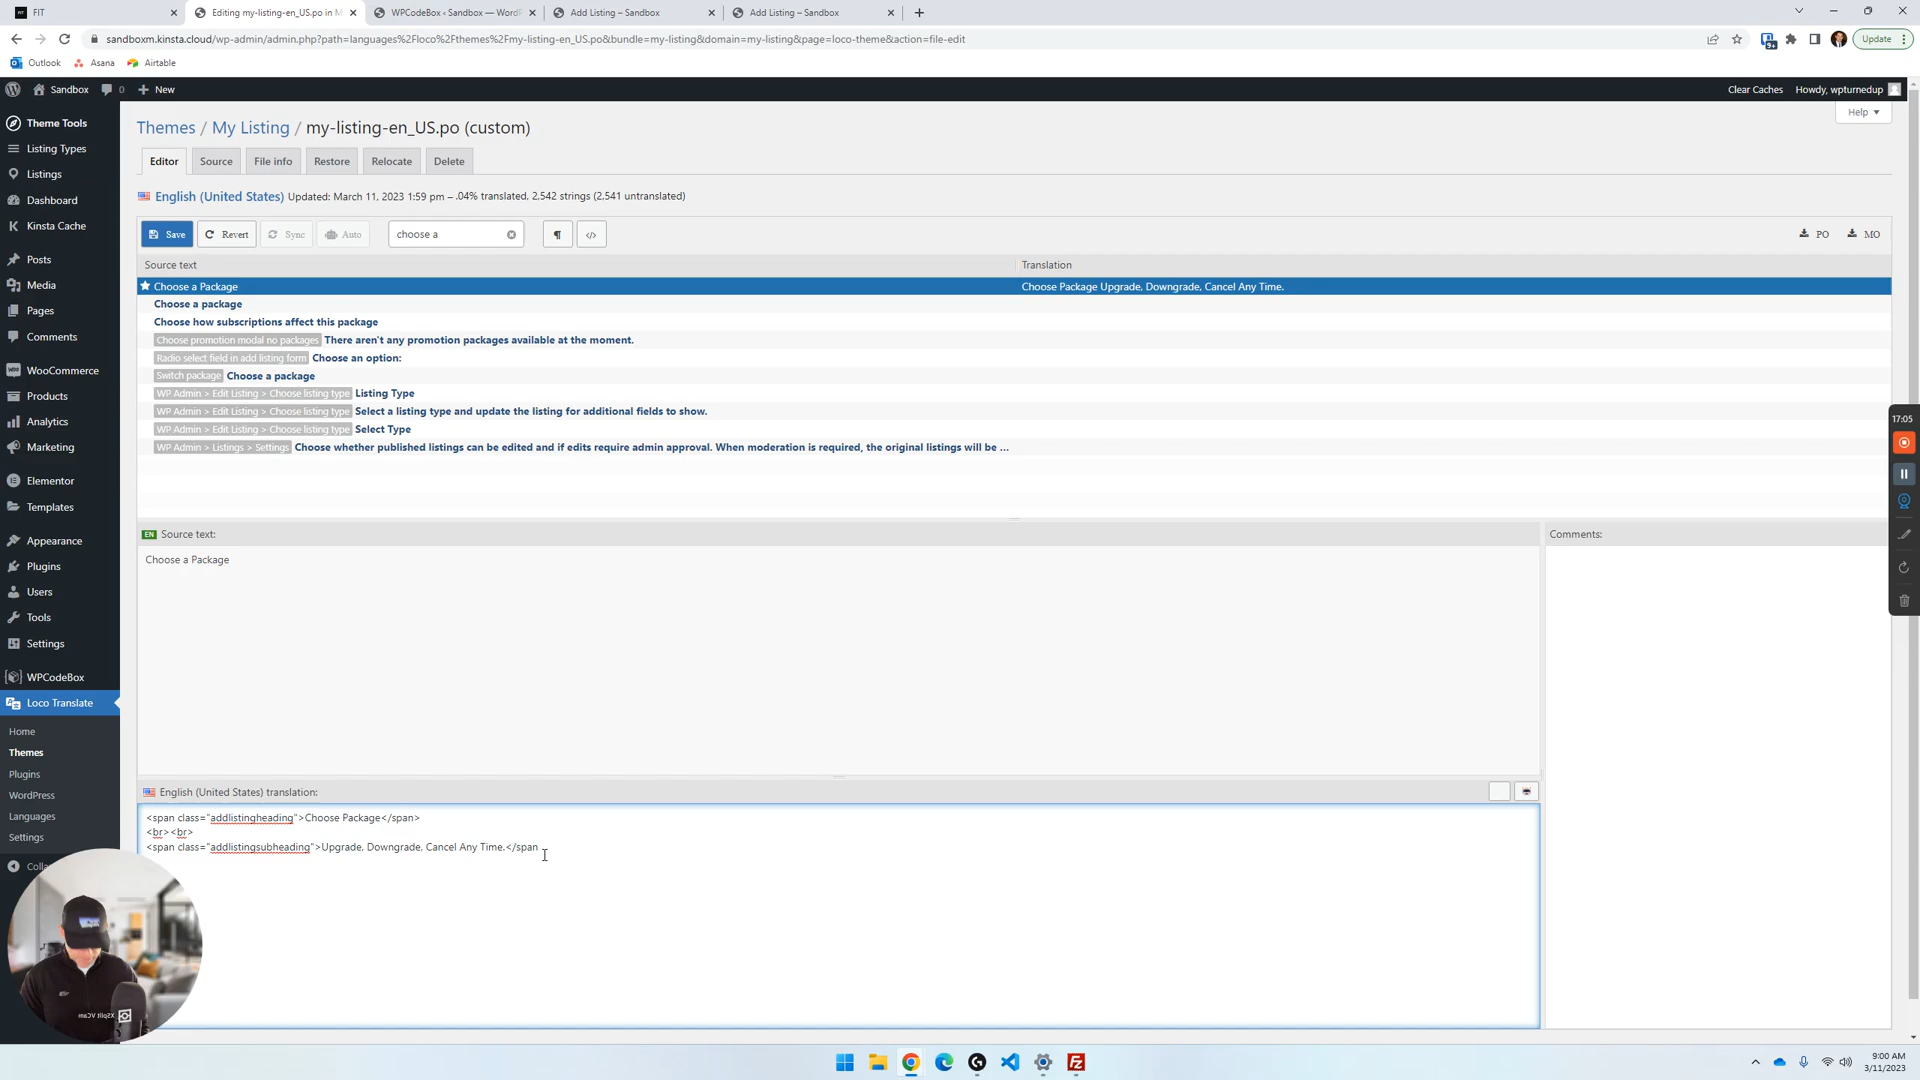 FIT
Editing my-listing-en_US.po in M
WPCodeBox ‹ Sandbox — WordP
Add Listing – Sandbox
Add Listing – Sandbox
sandboxm.kinsta.cloud/wp-admin/admin.php?path=languages%2Floco%2Fthemes%2Fmy-listing-en_US.po&bundle=my-listing&domain=my-listing&page=loco-theme&action=file-edit
9+
Update
Outlook
Asana
Airtable
Sandbox
0
New
Clear Caches
Howdy, wpturnedup
Theme Tools
Listing Types
Listings
Dashboard
Kinsta Cache
Posts
Media
Pages
Comments
WooCommerce
Products
Analytics
Marketing
Elementor
Templates
Appearance
Plugins
Users
Tools
Settings
WPCodeBox
Loco Translate
Home
Themes
Plugins
WordPress
Languages
Settings
Help
Themes / My Listing / my-listing-en_US.po (custom)
Editor
Source
File info
Restore
Relocate
Delete
English (United States) Updated: March 11, 2023 1:59 pm – .04% translated, 2,542 strings (2,541 untranslated)
Save
Revert
Sync
Auto
choose a
¶
</>
PO
MO
Source text
Translation
Choose a Package
Choose Package Upgrade, Downgrade, Cancel Any Time.
Choose a package
Choose how subscriptions affect this package
Choose promotion modal no packages There aren't any promotion packages available at the moment.
Radio select field in add listing form Choose an option:
Switch package Choose a package
WP Admin > Edit Listing > Choose listing type Listing Type
WP Admin > Edit Listing > Choose listing type Select a listing type and update the listing for additional fields to show.
WP Admin > Edit Listing > Choose listing type Select Type
WP Admin > Listings > Settings Choose whether published listings can be edited and if edits require admin approval. When moderation is required, the original listings will be ...
17:05
EN Source text:
Comments:
Choose a Package
English (United States) translation:
<span class="addlistingheading">Choose Package</span>
<br><br>
<span class="addlistingsubheading">Upgrade, Downgrade, Cancel Any Time.</span
XSplit VCam
9:00 AM
3/11/2023